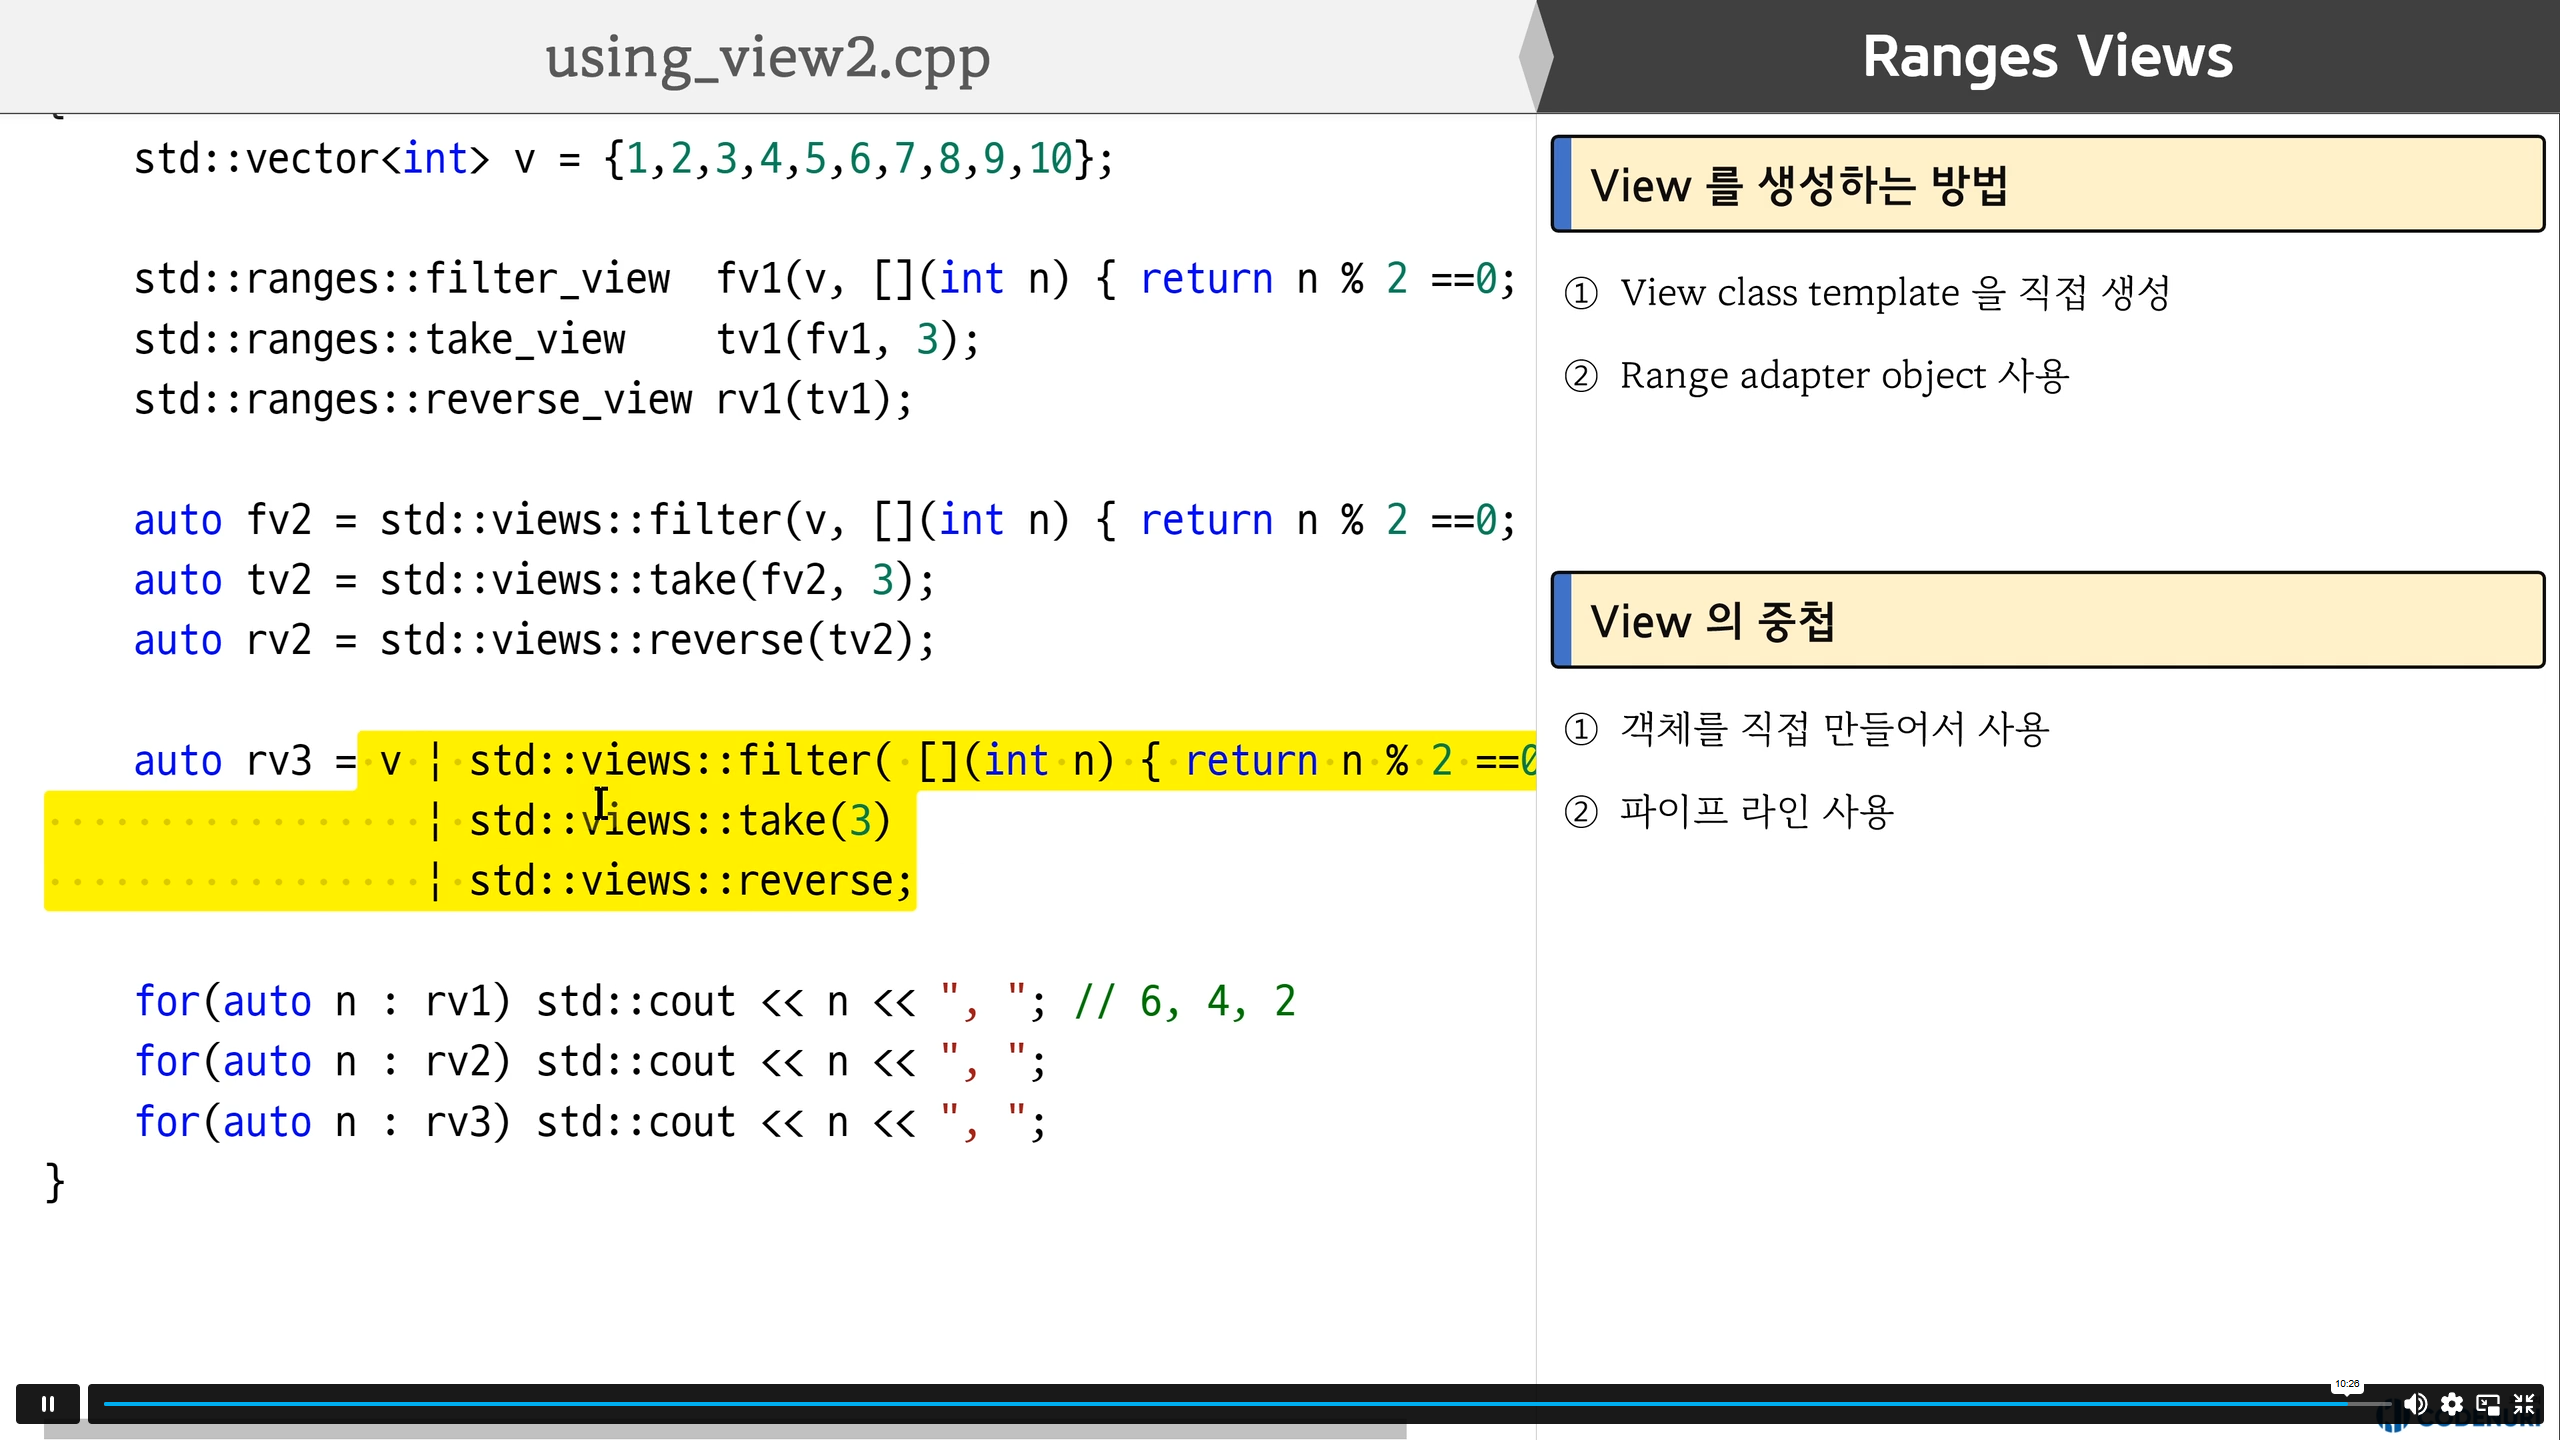 using_view2.cpp
Ranges Views
std::vector<int> v = {1,2,3,4,5,6,7,8,9,10};
std::ranges::filter_view  fv1(v, [](int n) { return n % 2 ==0;
std::ranges::take_view    tv1(fv1, 3);
std::ranges::reverse_view rv1(tv1);
auto fv2 = std::views::filter(v, [](int n) { return n % 2 ==0;
auto tv2 = std::views::take(fv2, 3);
auto rv2 = std::views::reverse(tv2);
auto rv3 = v | std::views::filter( [](int n) { return n % 2 ==0
| std::views::take(3)
| std::views::reverse;
for(auto n : rv1) std::cout << n << ", "; // 6, 4, 2
for(auto n : rv2) std::cout << n << ", ";
for(auto n : rv3) std::cout << n << ", ";
}
View 를 생성하는 방법
① View class template 을 직접 생성
② Range adapter object 사용
View 의 중첩
① 객체를 직접 만들어서 사용
② 파이프 라인 사용
10:26